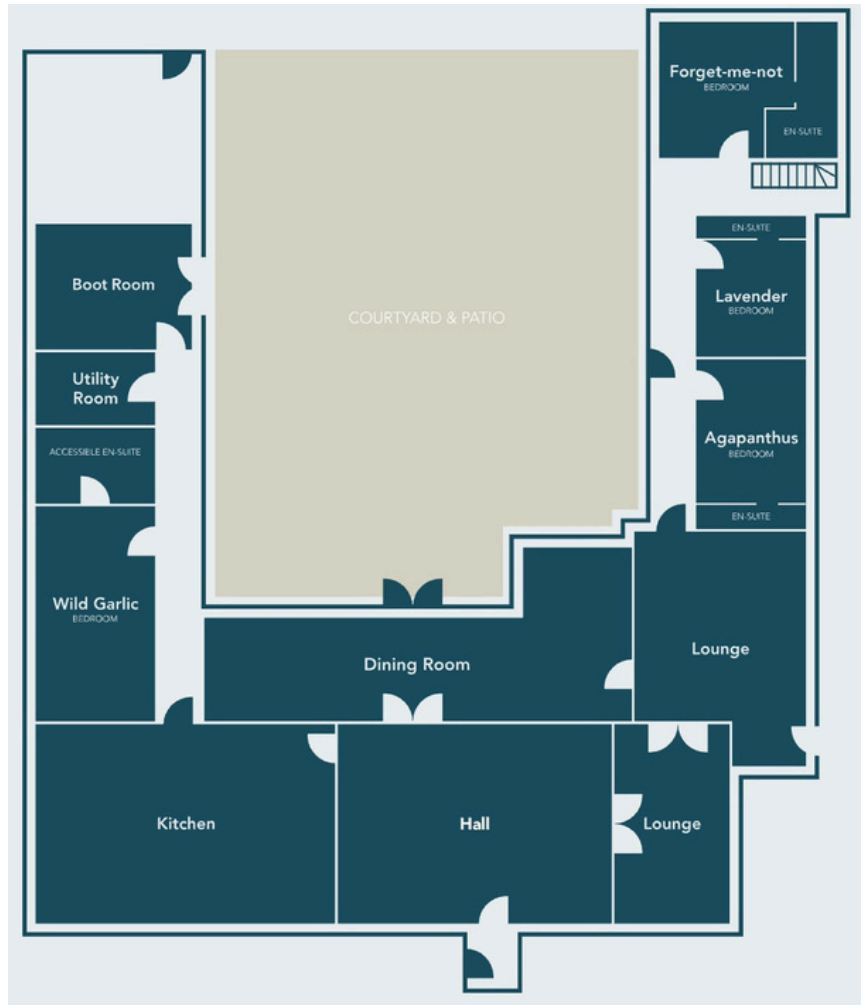 Forget-me-not
BEDROOM
EN-SUITE
EN-SUITE
Boot Room
Lavender
BEDROOM
COURTYARD & PATIO
Utility
Room
Agapanthus
BEDROOM
ACCESSIBLE EN-SUITE
EN-SUITE
Wild Garlic
BEDROOM
Lounge
Dining Room
Kitchen
Hall
Lounge